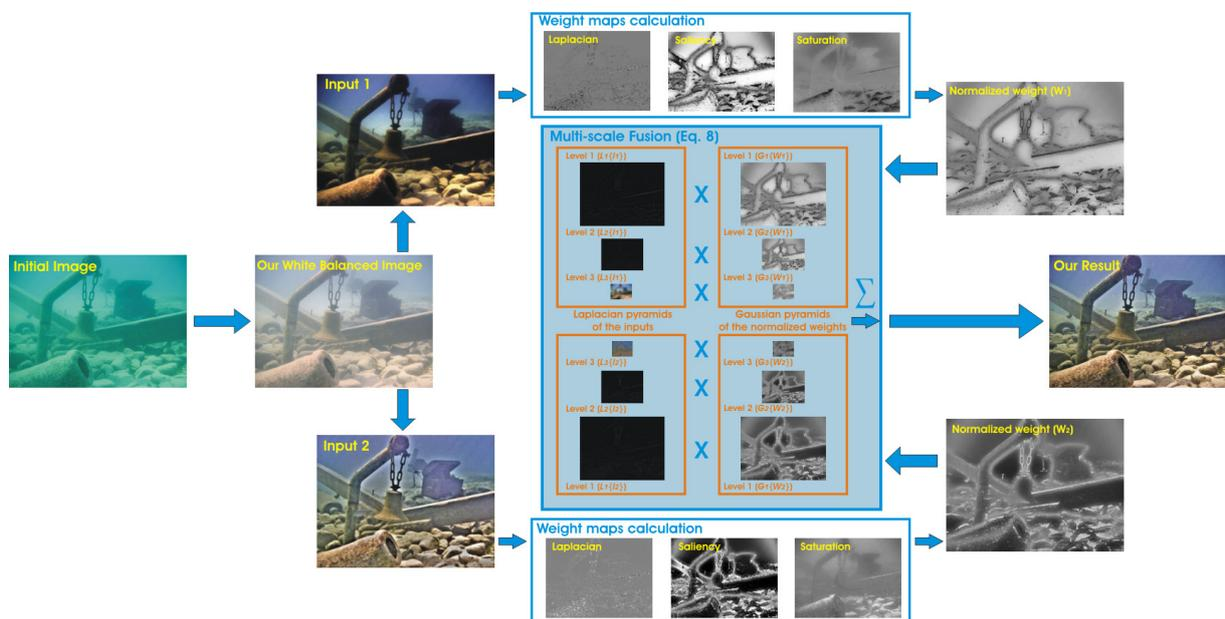 Weight maps calculation
Laplacian
Saliency
Saturation
Input 1
Normalized weight (W₁)
Multi-scale Fusion (Eq. 8)
Level 1 (L₁{I₁})
Level 1 (G₁{W₁})
X
Level 2 (L₂{I₁})
Level 2 (G₂{W₁})
X
Level 3 (L₃{I₁})
Level 3 (G₃{W₁})
X
Initial Image
Our White Balanced Image
Our Result
∑
Laplacian pyramids
of the inputs
Gaussian pyramids
of the normalized weights
X
Level 3 (L₃{I₂})
Level 3 (G₃{W₂})
X
Level 2 (L₂{I₂})
Level 2 (G₂{W₂})
X
Level 1 (L₁{I₂})
Level 1 (G₁{W₂})
Input 2
Normalized weight (W₂)
Weight maps calculation
Laplacian
Saliency
Saturation